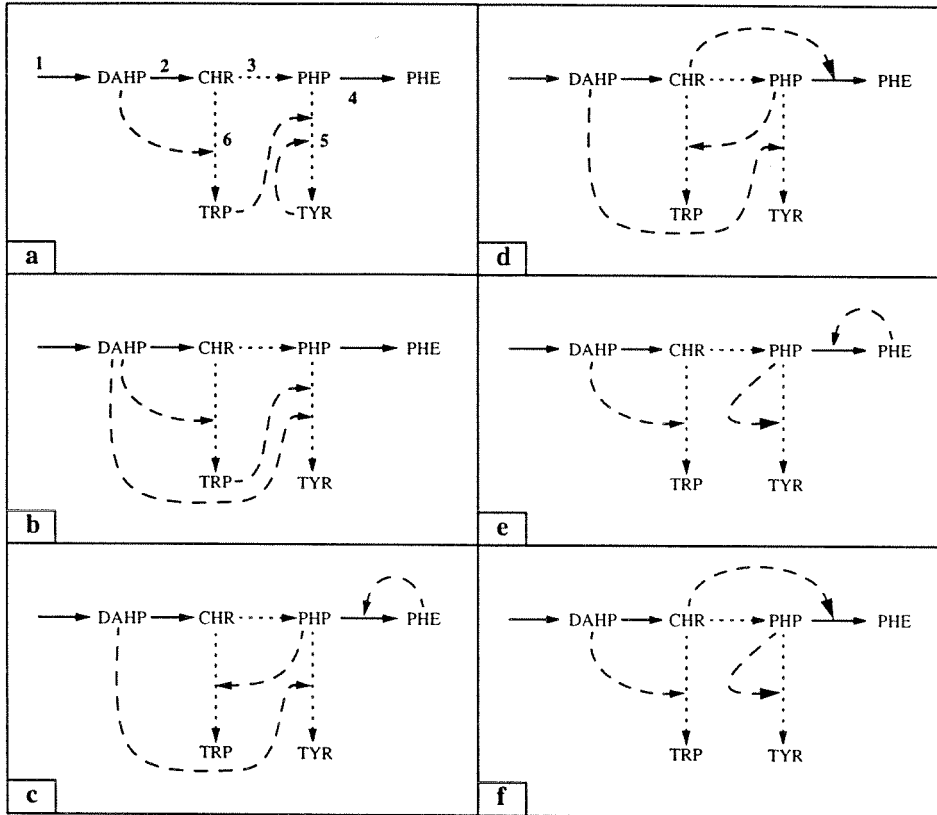 1 2 3
DAHP CHR PHP PHE
4
6 5
TRP TYR
a
DAHP CHR PHP PHE
TRP TYR
b
DAHP CHR PHP PHE
TRP TYR
c
DAHP CHR PHP PHE
TRP TYR
d
DAHP CHR PHP PHE
TRP TYR
e
DAHP CHR PHP PHE
TRP TYR
f